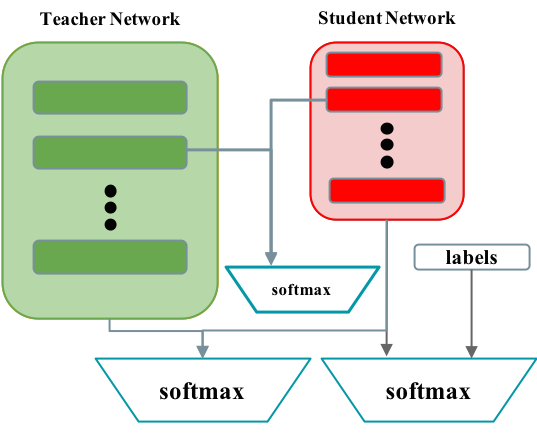 Teacher Network
Student Network
labels
softmax
softmax
softmax